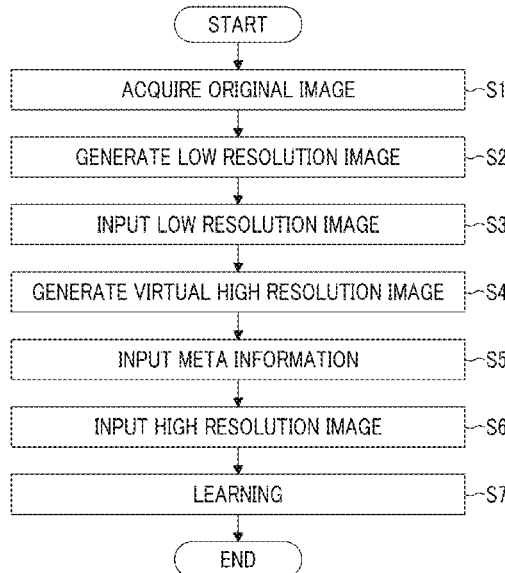 START
ACQUIRE ORIGINAL IMAGE ~S1
GENERATE LOW RESOLUTION IMAGE ~S2
INPUT LOW RESOLUTION IMAGE ~S3
GENERATE VIRTUAL HIGH RESOLUTION IMAGE ~S4
INPUT META INFORMATION ~S5
INPUT HIGH RESOLUTION IMAGE ~S6
LEARNING ~S7
END